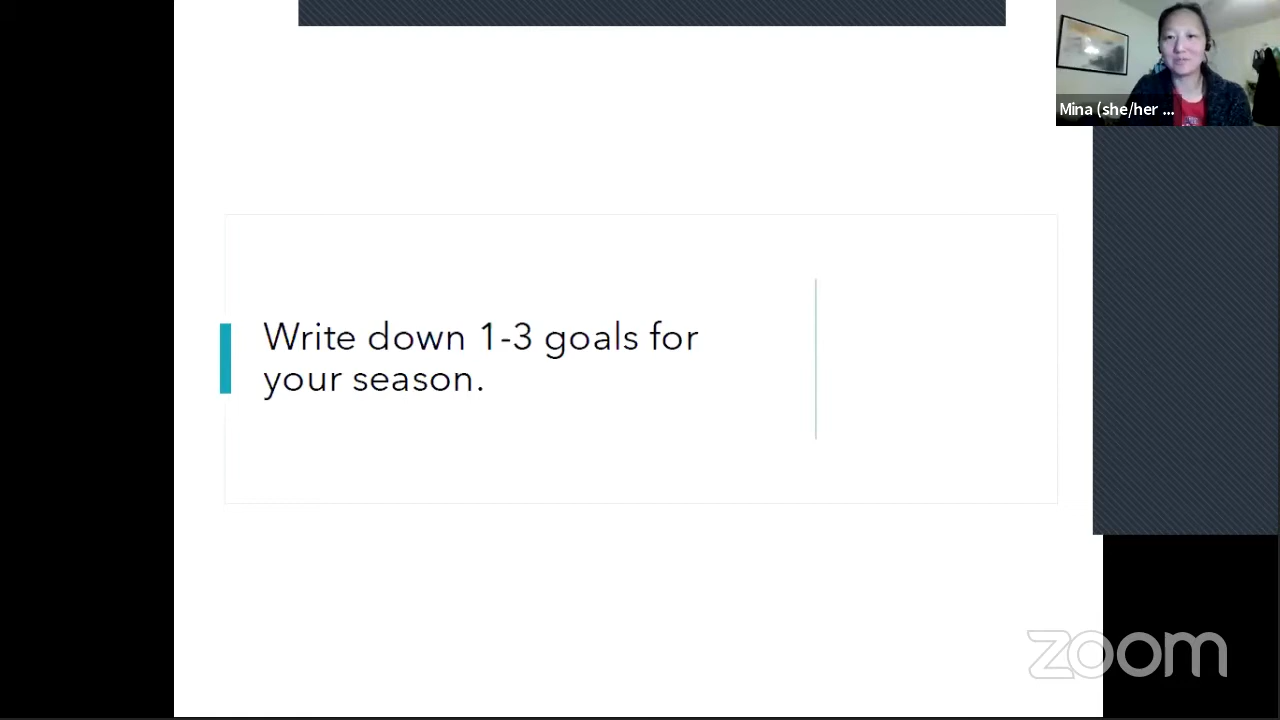 Mina (she/her ...
Write down 1-3 goals for
your season.
zoom